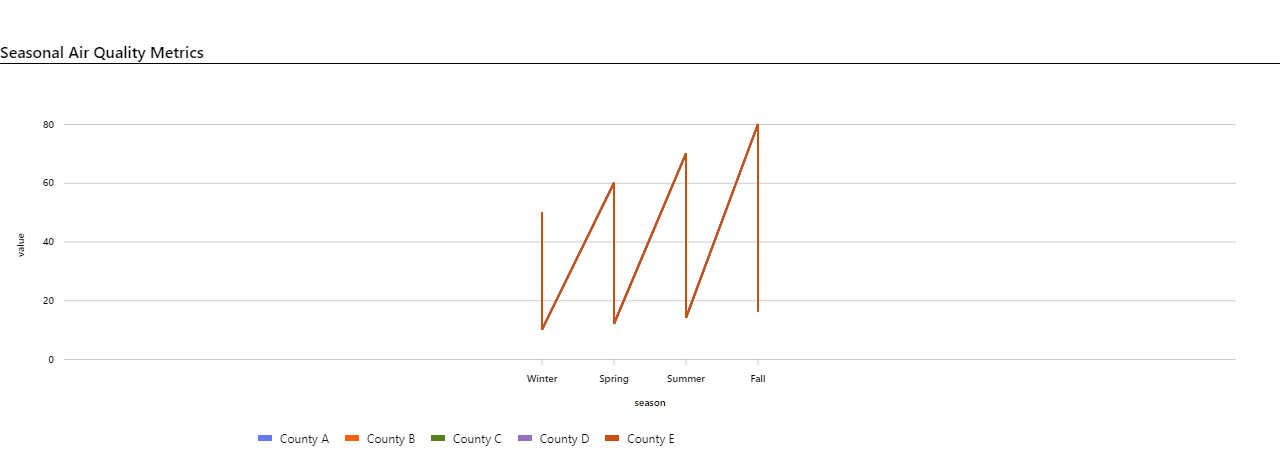 Seasonal Air Quality Metrics
80
60
40
20
0
value
Winter Spring Summer Fall
season
County A County B County C County D County E